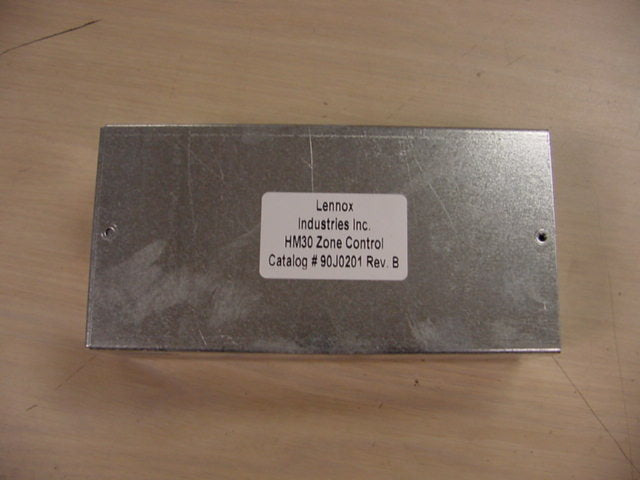 Lennox
Industries Inc.
HM30 Zone Control
Catalog # 90J0201 Rev. B